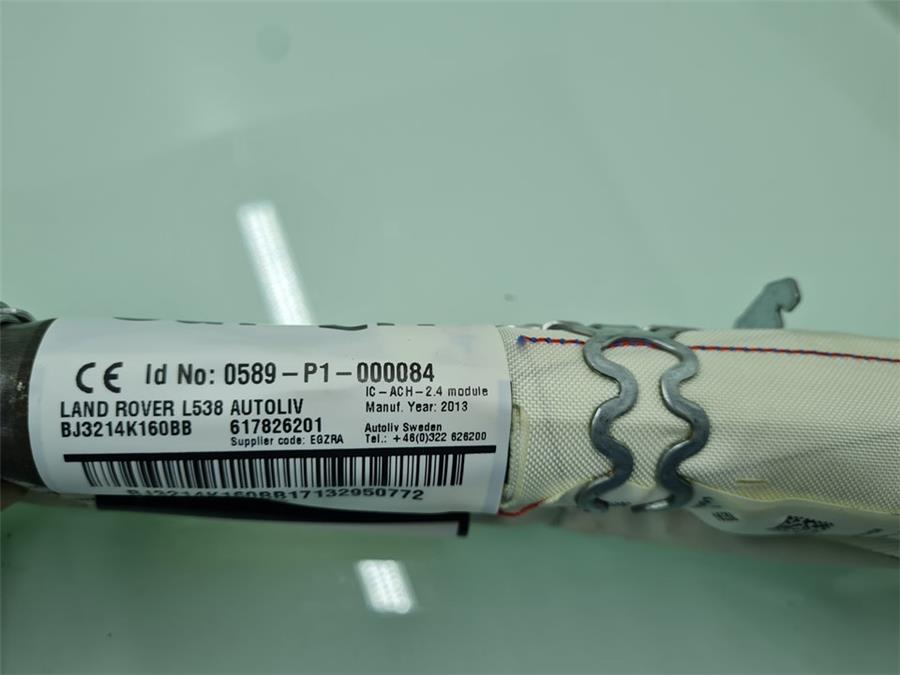 CE Id No: 0589-P1-000084
IC-ACH-2.4 module
LAND ROVER L538 AUTOLIV Manuf. Year: 2013
BJ3214K160BB 617826201 Autoliv Sweden
Supplier code: EGZRA Tel.: +46(0)322 626200
BJ3214K160BB17132950772